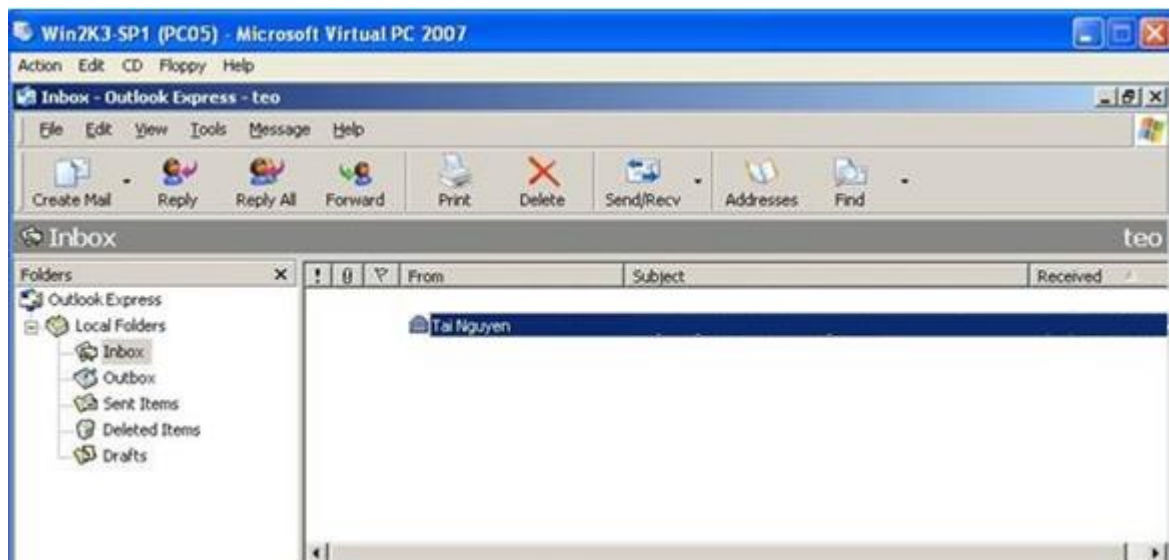 Win2K3-SP1 (PC05) - Microsoft Virtual PC 2007
Action Edit CD Floppy Help
Inbox - Outlook Express - teo
File Edit View Tools Message Help
Create Mail Reply Reply All Forward Print Delete Send/Recv Addresses Find
Inbox teo
Folders ! From Subject Received
Outlook Express
Tai Nguyen
Local Folders
Inbox
Outbox
Sent Items
Deleted Items
Drafts